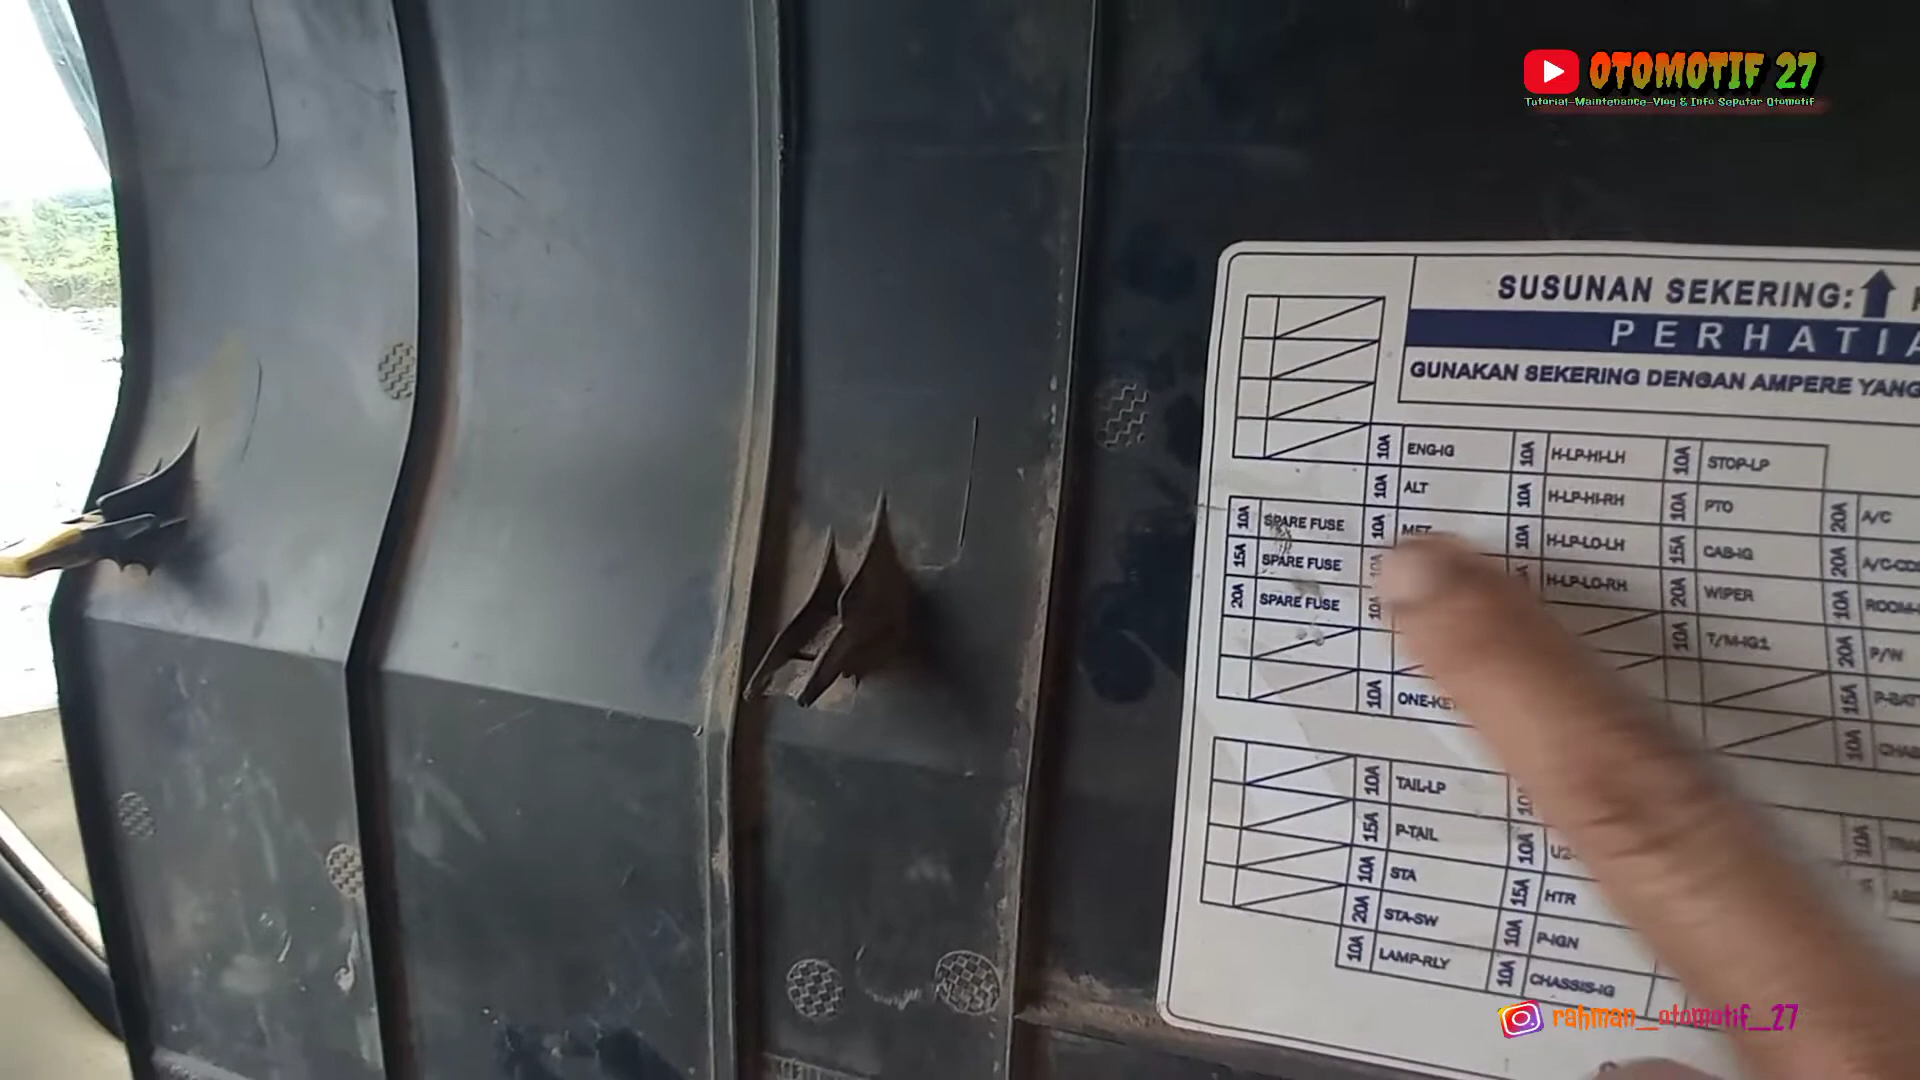 OTOMOTIF 27
Tutorial-Maintenance-Vlog & Info Seputar Otomotif
SUSUNAN SEKERING:
PERHATIA
GUNAKAN SEKERING DENGAN AMPERE YANG
10A ENG-IG 10A H-LP-HI-LH 10A STOP-LP
10A ALT 10A H-LP-HI-RH 10A PTO 20A A/C
10A SPARE FUSE 10A MET 10A H-LP-LO-LH 15A CAB-IG 20A
15A SPARE FUSE 10A H-LP-LO-RH 20A WIPER 10A
20A SPARE FUSE 10A 10A T/M-IG1 20A P/W
10A ONE-KE 15A 10A
10A TAIL-LP
15A P-TAIL 10A 10A
10A STA 15A HTR
20A STA-SW 10A P-IGN
10A LAMP-RLY 10A CHASSIS-IG
rahman_otomotif_27